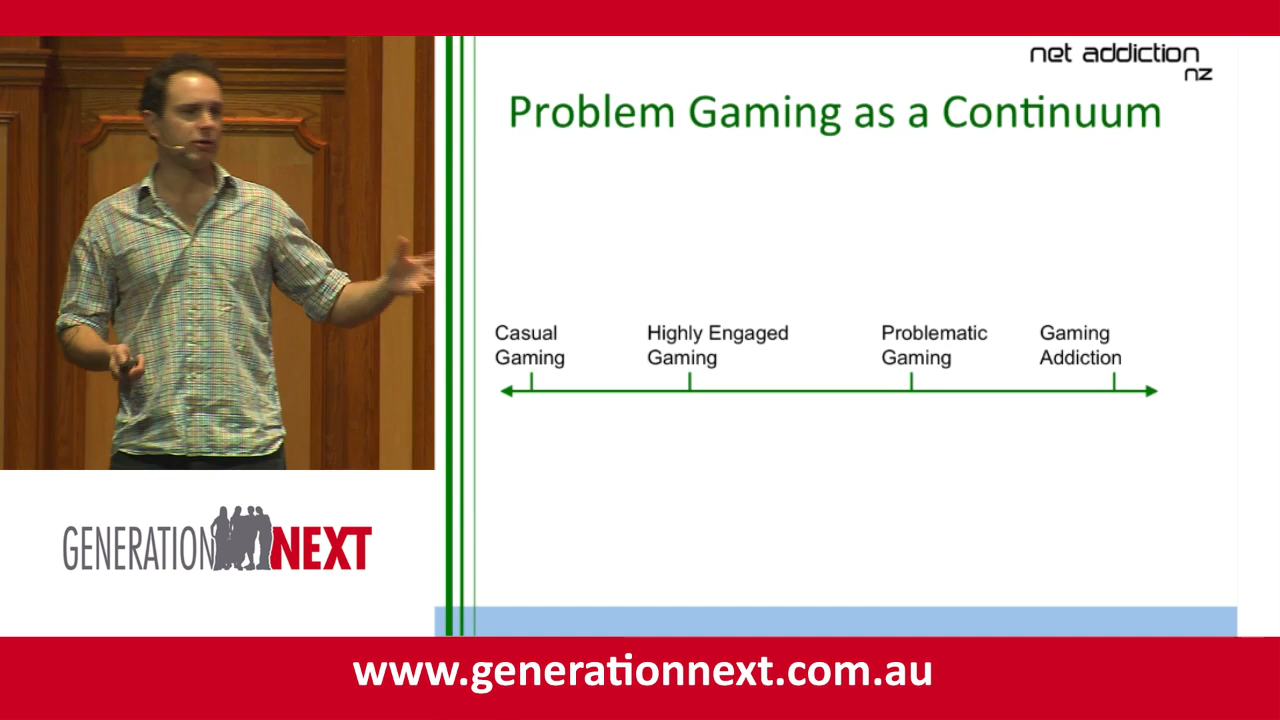 net addiction
nz
Problem Gaming as a Continuum
Casual
Gaming
Highly Engaged
Gaming
Problematic
Gaming
Gaming
Addiction
GENERATION NEXT
www.generationnext.com.au